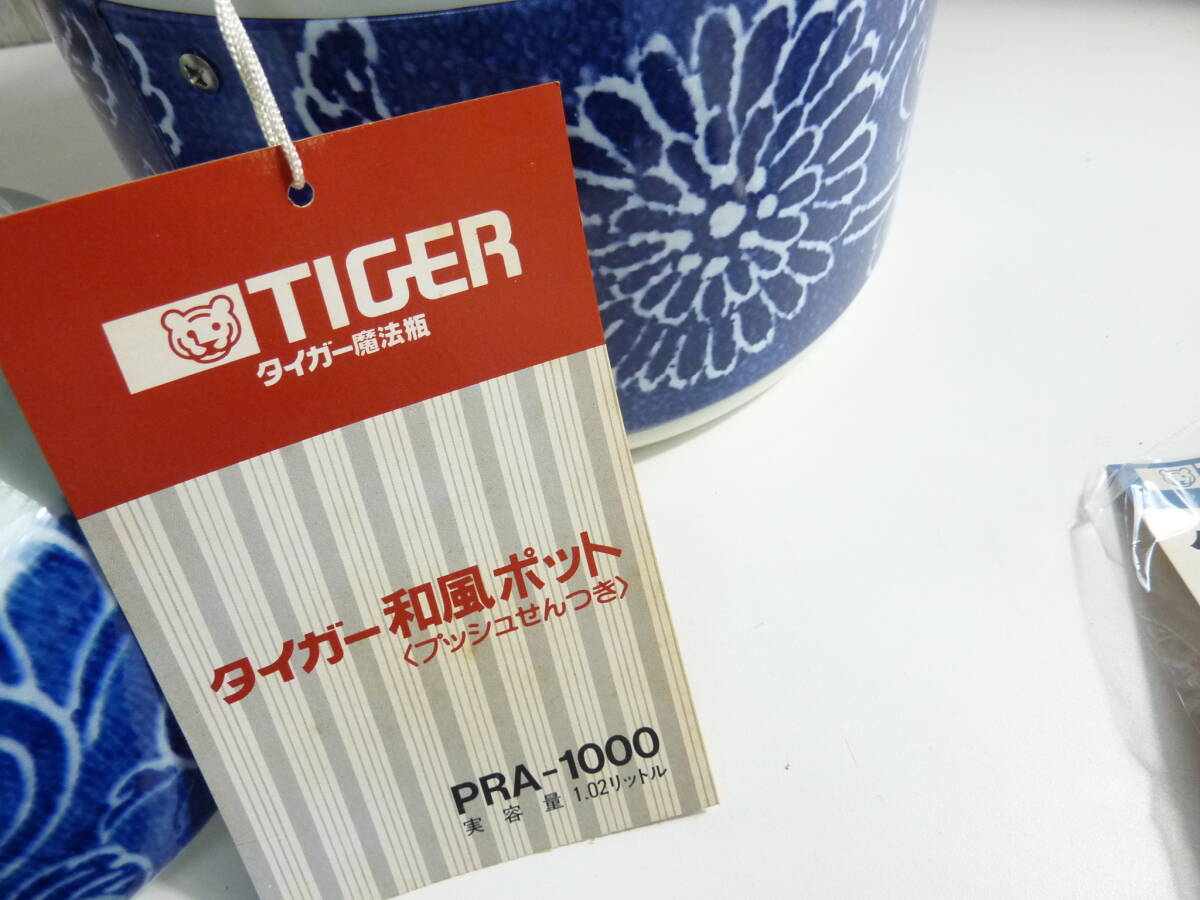 TIGER
タイガー魔法瓶
タイガー和風ポット
〈プッシュせんつき〉
PRA-1000
実容量 1.02リットル